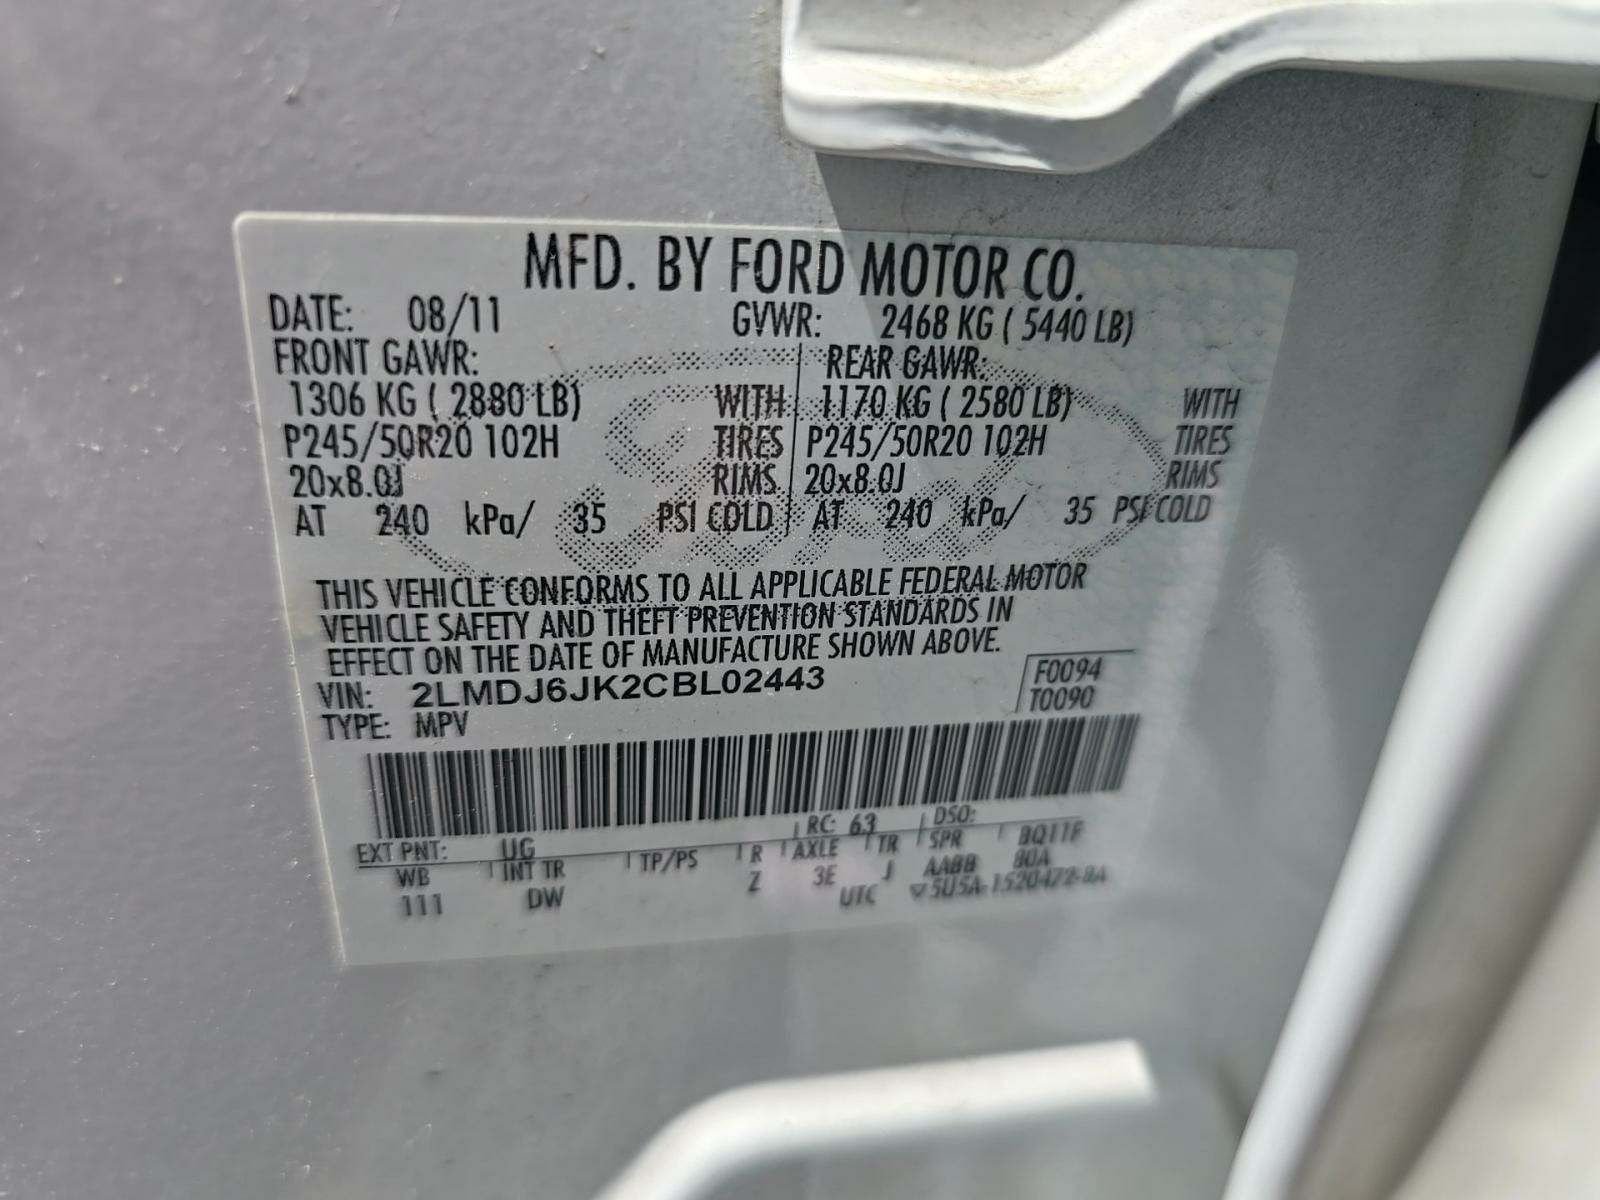 MFD. BY FORD MOTOR CO.
DATE: 08/11 GVWR: 2468 KG ( 5440 LB)
FRONT GAWR: REAR GAWR:
1306 KG ( 2880 LB) WITH 1170 KG ( 2580 LB) WITH
P245/50R20 102H TIRES P245/50R20 102H TIRES
20x8.0J RIMS 20x8.0J RIMS
AT 240 kPa/ 35 PSI COLD AT 240 kPa/ 35 PSI COLD
THIS VEHICLE CONFORMS TO ALL APPLICABLE FEDERAL MOTOR
VEHICLE SAFETY AND THEFT PREVENTION STANDARDS IN
EFFECT ON THE DATE OF MANUFACTURE SHOWN ABOVE.
VIN: 2LMDJ6JK2CBL02443 F0094
TYPE: MPV T0090
EXT PNT: UG RC: 63 DSO:
WB INT TR TP/PS R AXLE TR SPR BQ11F
111 DW Z 3E J AABB 80A
UTC